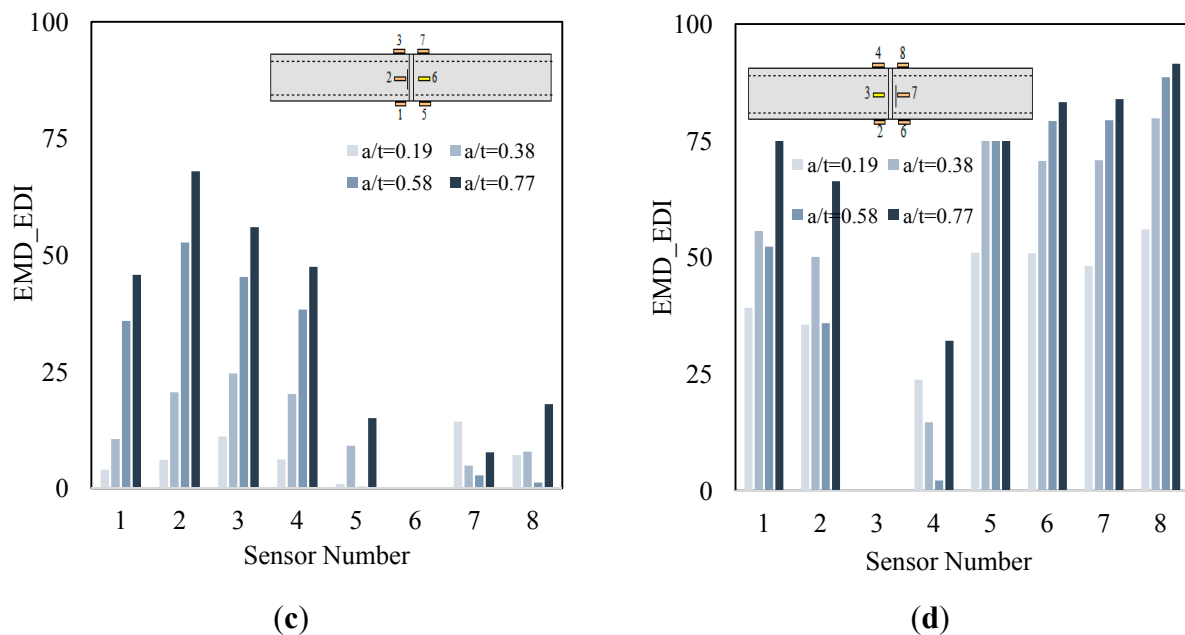 100
75
50
25
0
EMD_EDI
3 7
2 6
1 5
a/t=0.19 a/t=0.38
a/t=0.58 a/t=0.77
1 2 3 4 5 6 7 8
Sensor Number
(c)
100
75
50
25
0
EMD_EDI
4 8
3 7
2 6
a/t=0.19 a/t=0.38
a/t=0.58 a/t=0.77
1 2 3 4 5 6 7 8
Sensor Number
(d)